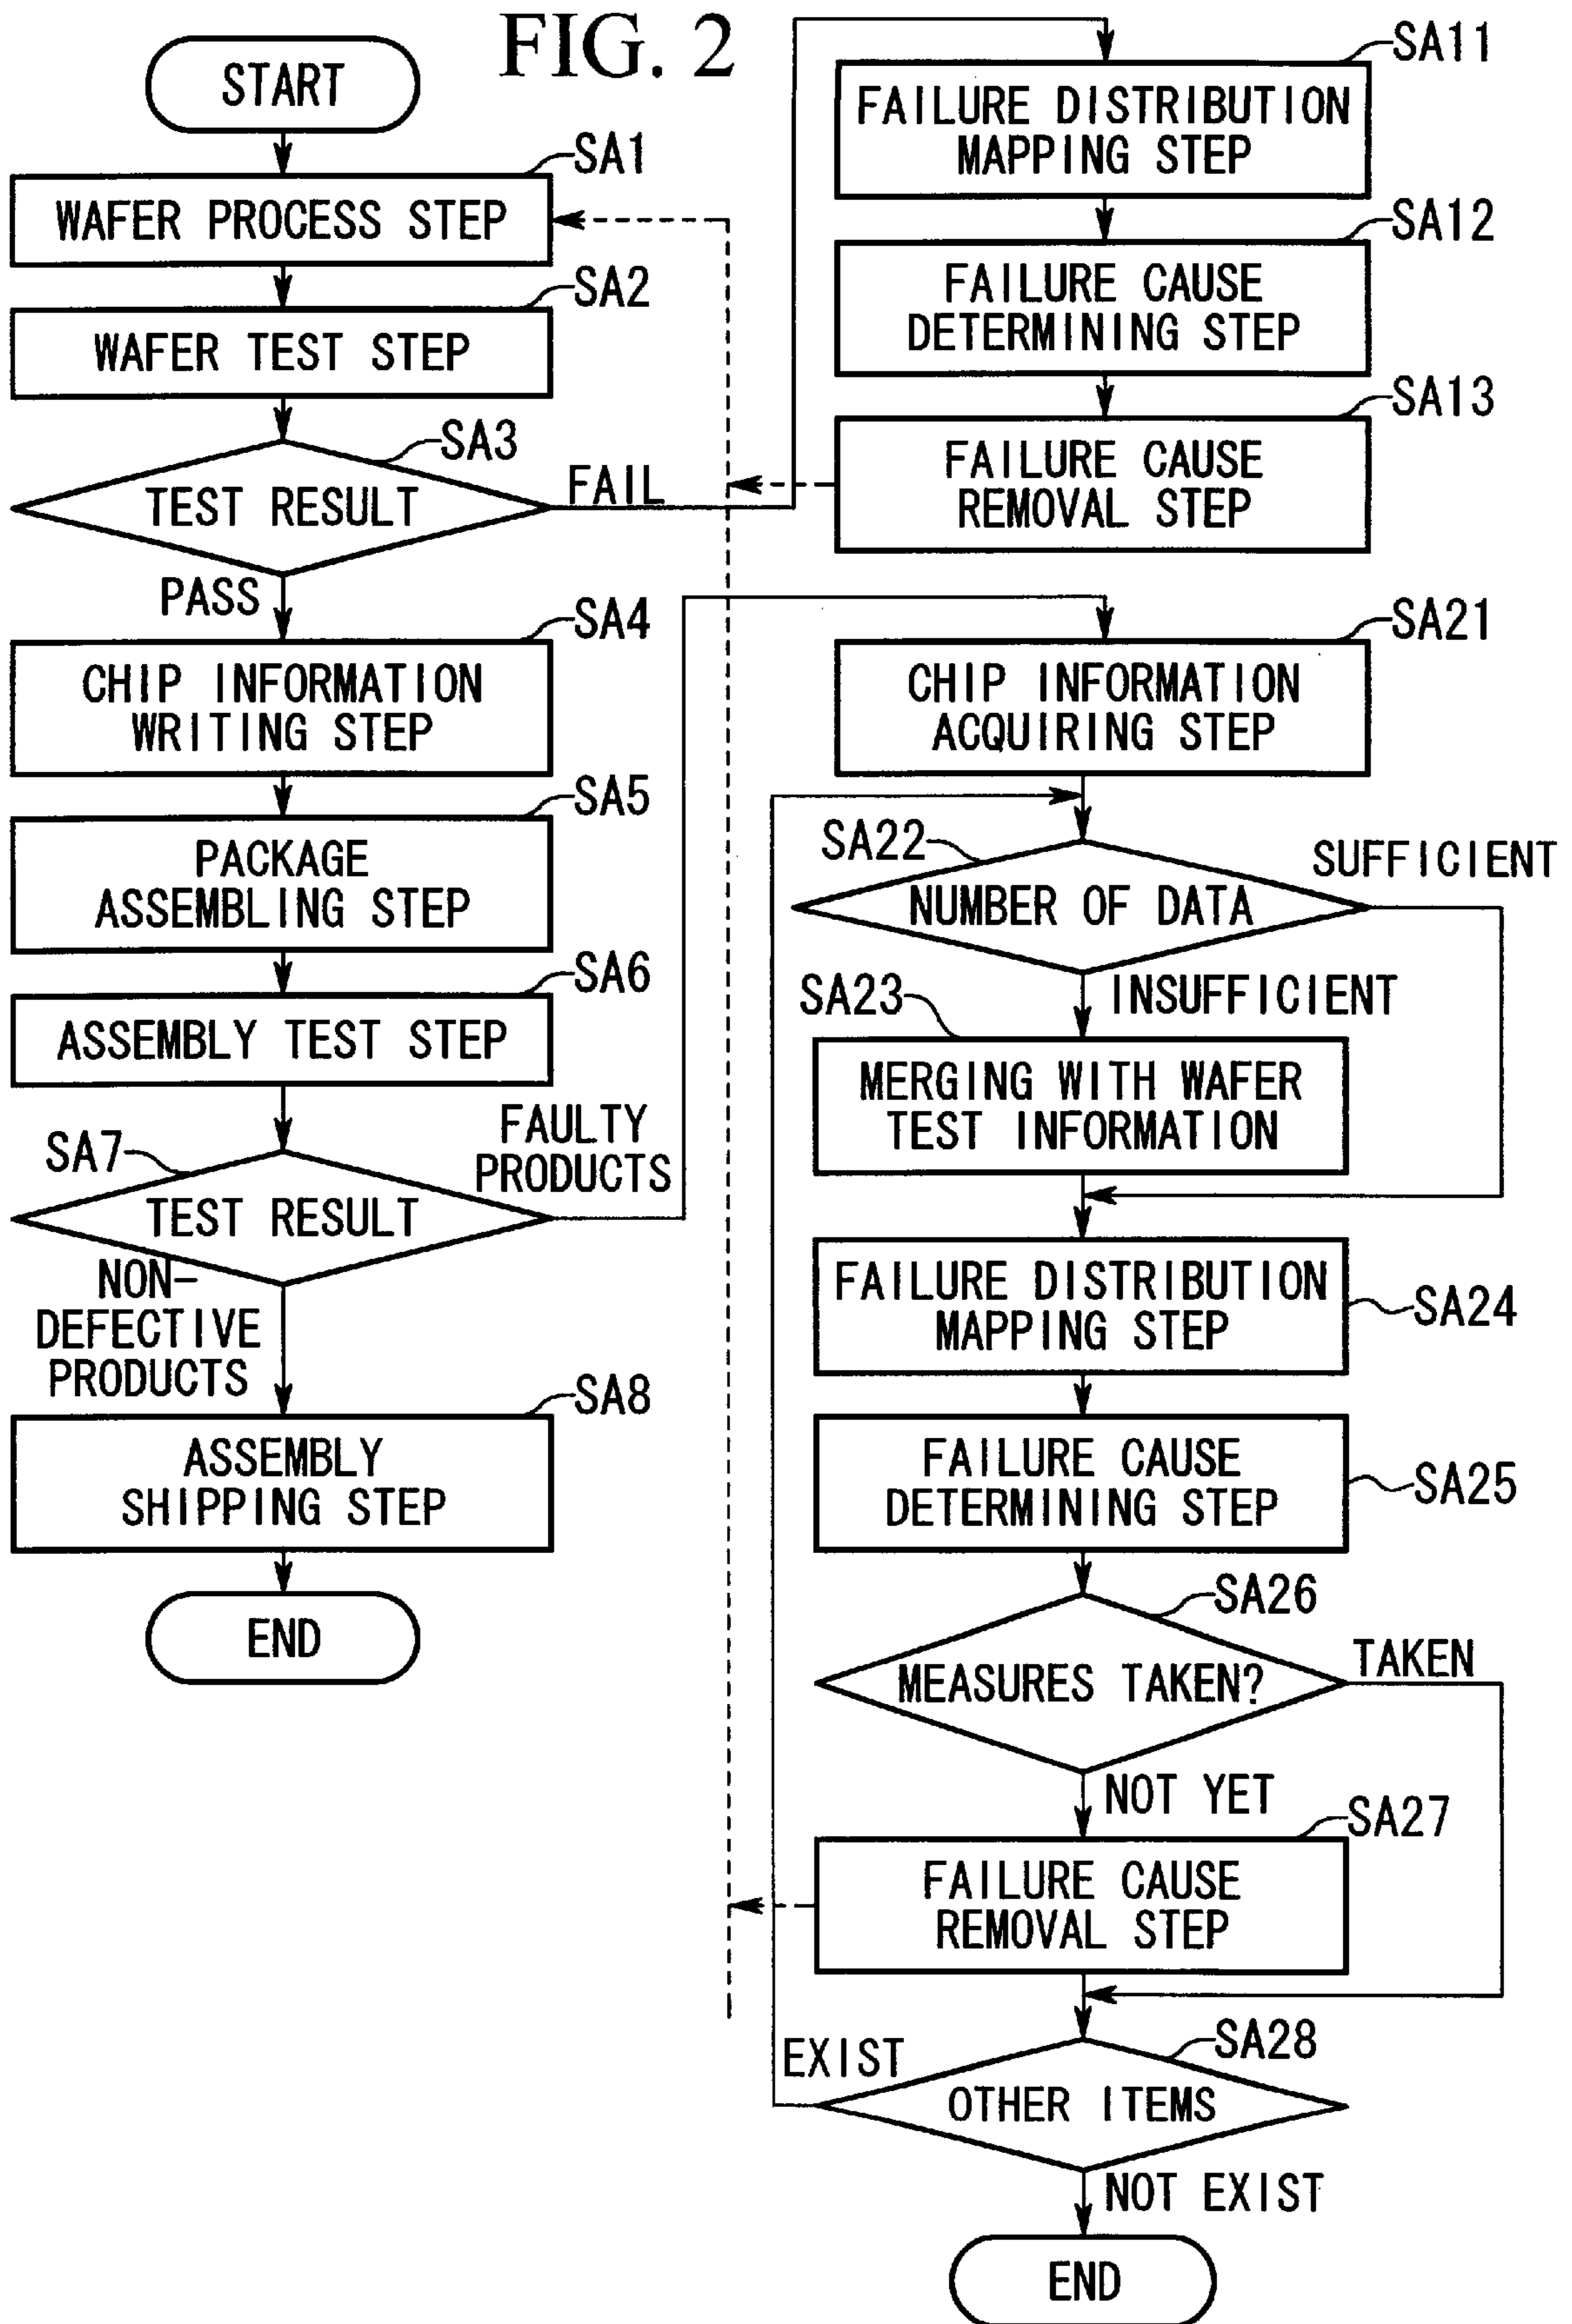 FIG. 2
START
SA1
WAFER PROCESS STEP
SA2
WAFER TEST STEP
SA3
TEST RESULT
FAIL
PASS
SA4
CHIP INFORMATION
WRITING STEP
SA5
PACKAGE
ASSEMBLING STEP
SA6
ASSEMBLY TEST STEP
SA7
TEST RESULT
FAULTY
PRODUCTS
NON-
DEFECTIVE
PRODUCTS
SA8
ASSEMBLY
SHIPPING STEP
END
SA11
FAILURE DISTRIBUTION
MAPPING STEP
SA12
FAILURE CAUSE
DETERMINING STEP
SA13
FAILURE CAUSE
REMOVAL STEP
SA21
CHIP INFORMATION
ACQUIRING STEP
SA22
NUMBER OF DATA
SUFFICIENT
INSUFFICIENT
SA23
MERGING WITH WAFER
TEST INFORMATION
FAILURE DISTRIBUTION
MAPPING STEP
SA24
FAILURE CAUSE
DETERMINING STEP
SA25
SA26
MEASURES TAKEN?
TAKEN
NOT YET
SA27
FAILURE CAUSE
REMOVAL STEP
SA28
EXIST
OTHER ITEMS
NOT EXIST
END